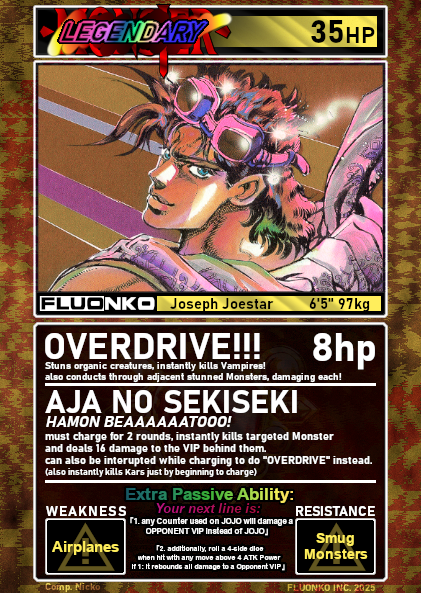 LEGENDARY
35HP
FLUONKO
Joseph Joestar
6'5" 97kg
OVERDRIVE!!!
8hp
Stuns organic creatures, instantly kills Vampires!
also conducts through adjacent stunned Monsters, damaging each!
AJA NO SEKISEKI
HAMON BEAAAAAATOOO!
must charge for 2 rounds, instantly kills targeted Monster
and deals 16 damage to the VIP behind them.
can also be interupted while charging to do "OVERDRIVE" instead.
(also instantly kills Kars just by beginning to charge)
Extra Passive Ability:
Your next line is:
『1. any Counter used on JOJO will damage a
OPPONENT VIP instead of JOJO』
『2. additionally, roll a 4-side dice
when hit with any move above 4 ATK Power
if 1: it rebounds all damage to a Opponent VIP』
WEAKNESS
Airplanes
RESISTANCE
Smug
Monsters
Comp. Nicko
FLUONKO INC. 2025